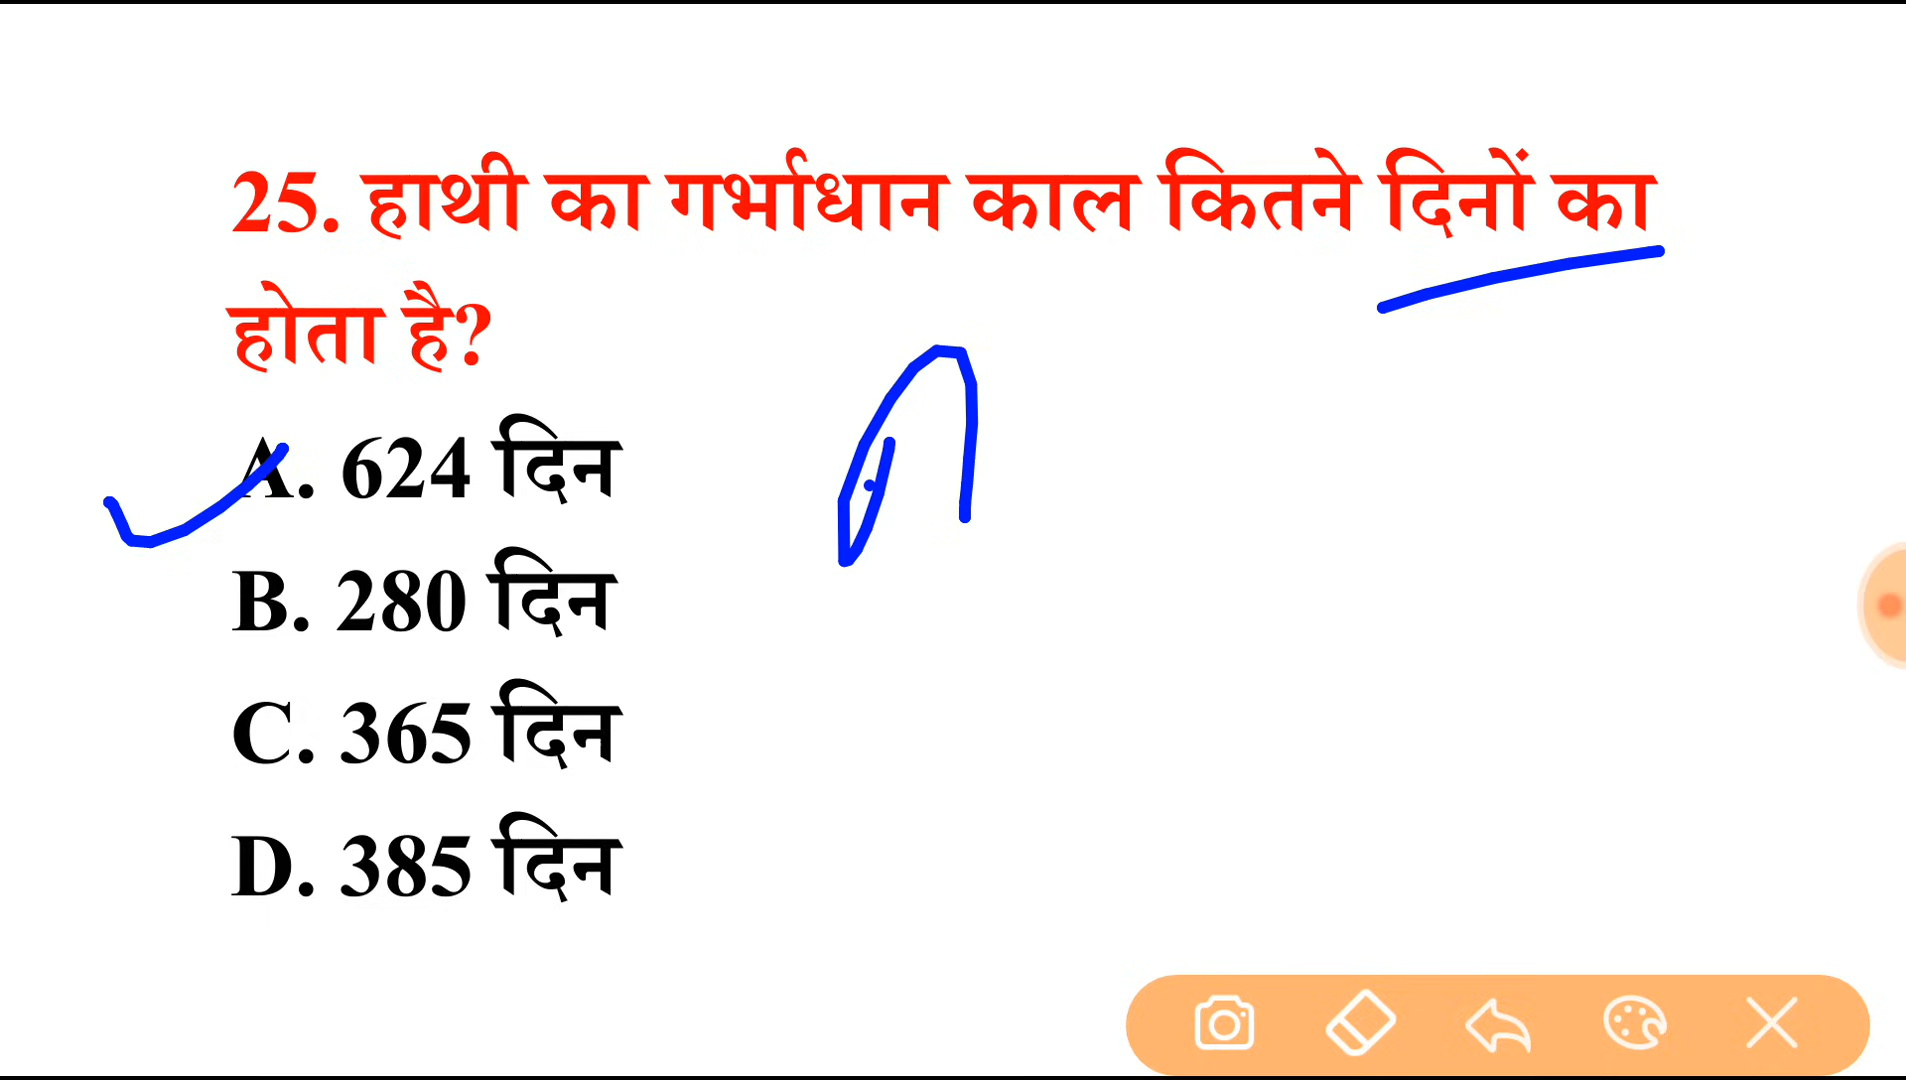 25. हाथी का गर्भाधान काल कितने दिनों का
होता है?
A. 624 दिन
B. 280 दिन
C. 365 दिन
D. 385 दिन